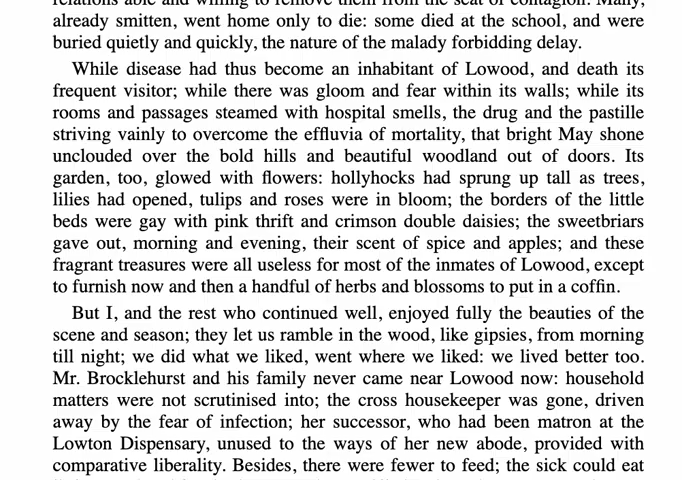 relations able and willing to remove them from the seat of contagion. Many,
already smitten, went home only to die: some died at the school, and were
buried quietly and quickly, the nature of the malady forbidding delay.
While disease had thus become an inhabitant of Lowood, and death its
frequent visitor; while there was gloom and fear within its walls; while its
rooms and passages steamed with hospital smells, the drug and the pastille
striving vainly to overcome the effluvia of mortality, that bright May shone
unclouded over the bold hills and beautiful woodland out of doors. Its
garden, too, glowed with flowers: hollyhocks had sprung up tall as trees,
lilies had opened, tulips and roses were in bloom; the borders of the little
beds were gay with pink thrift and crimson double daisies; the sweetbriars
gave out, morning and evening, their scent of spice and apples; and these
fragrant treasures were all useless for most of the inmates of Lowood, except
to furnish now and then a handful of herbs and blossoms to put in a coffin.
But I, and the rest who continued well, enjoyed fully the beauties of the
scene and season; they let us ramble in the wood, like gipsies, from morning
till night; we did what we liked, went where we liked: we lived better too.
Mr. Brocklehurst and his family never came near Lowood now: household
matters were not scrutinised into; the cross housekeeper was gone, driven
away by the fear of infection; her successor, who had been matron at the
Lowton Dispensary, unused to the ways of her new abode, provided with
comparative liberality. Besides, there were fewer to feed; the sick could eat